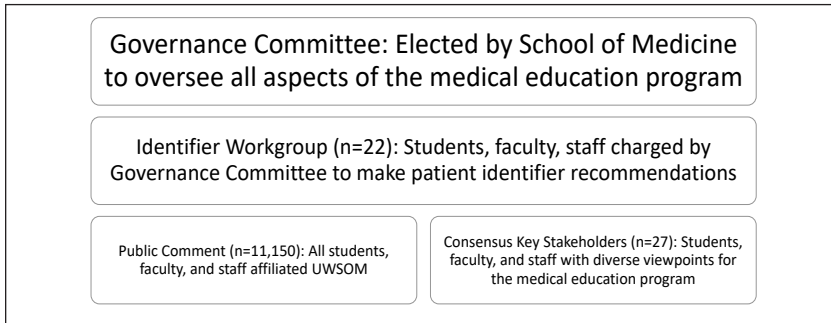 Governance Committee: Elected by School of Medicine
to oversee all aspects of the medical education program
Identifier Workgroup (n=22): Students, faculty, staff charged by
Governance Committee to make patient identifier recommendations
Public Comment (n=11,150): All students,
faculty, and staff affiliated UWSOM
Consensus Key Stakeholders (n=27): Students,
faculty, and staff with diverse viewpoints for
the medical education program